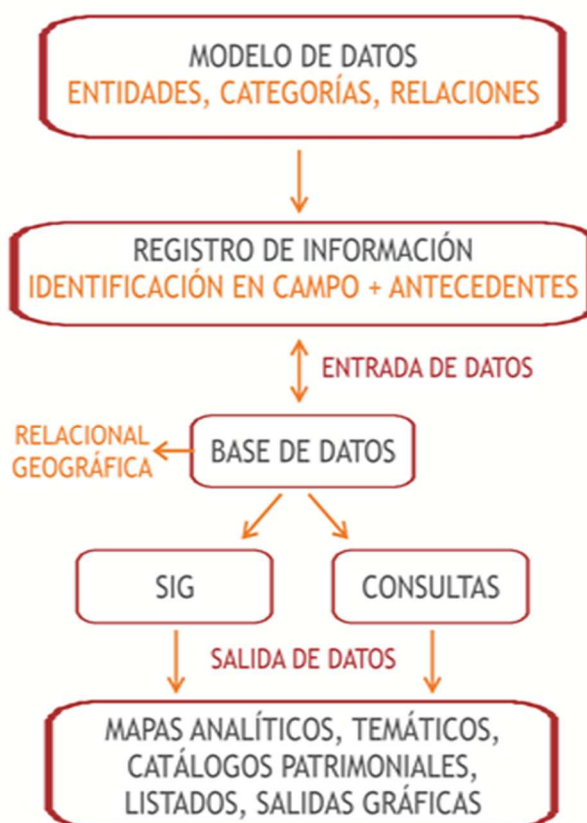 MODELO DE DATOS
ENTIDADES, CATEGORÍAS, RELACIONES
REGISTRO DE INFORMACIÓN
IDENTIFICACIÓN EN CAMPO + ANTECEDENTES
ENTRADA DE DATOS
RELACIONAL
GEOGRÁFICA
BASE DE DATOS
SIG
CONSULTAS
SALIDA DE DATOS
MAPAS ANALÍTICOS, TEMÁTICOS,
CATÁLOGOS PATRIMONIALES,
LISTADOS, SALIDAS GRÁFICAS